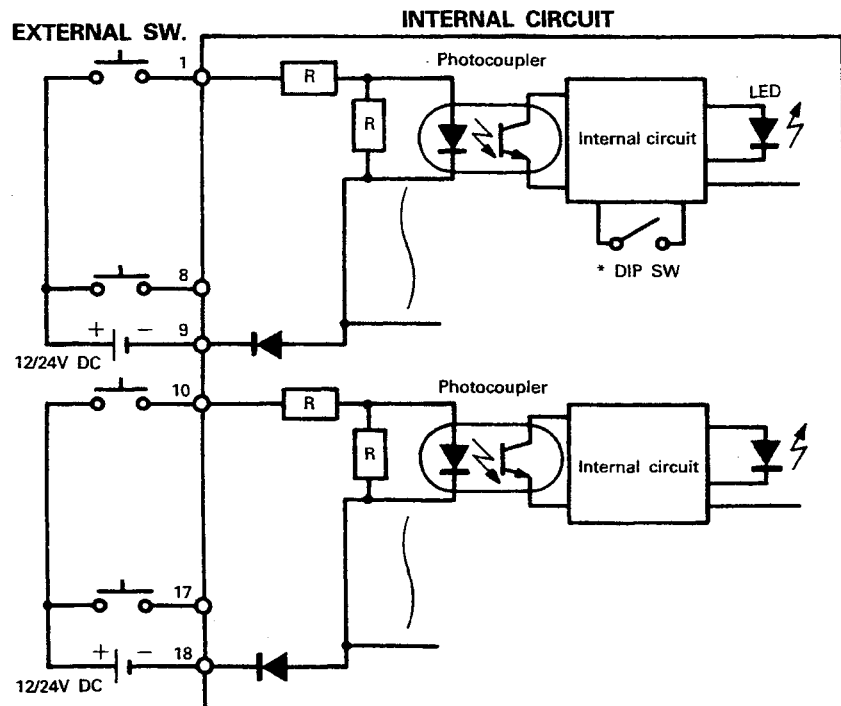 INTERNAL CIRCUIT
EXTERNAL SW.
1
R
R
Photocoupler
Internal circuit
LED
* DIP SW
8
+ −
9
12/24V DC
10
R
R
Photocoupler
Internal circuit
17
+ −
18
12/24V DC